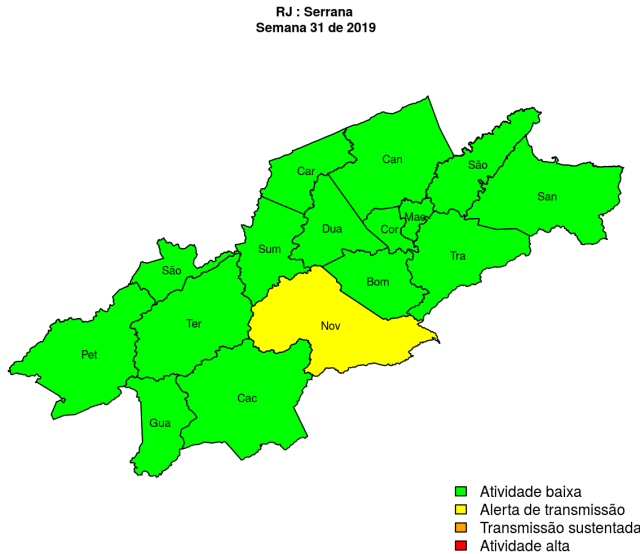 RJ : Serrana
Semana 31 de 2019
Can
São
Car
San
Mac
Dua
Cor
Sum
Tra
São
Bom
Ter
Nov
Pet
Cac
Gua
Atividade baixa
Alerta de transmissão
Transmissão sustentada
Atividade alta